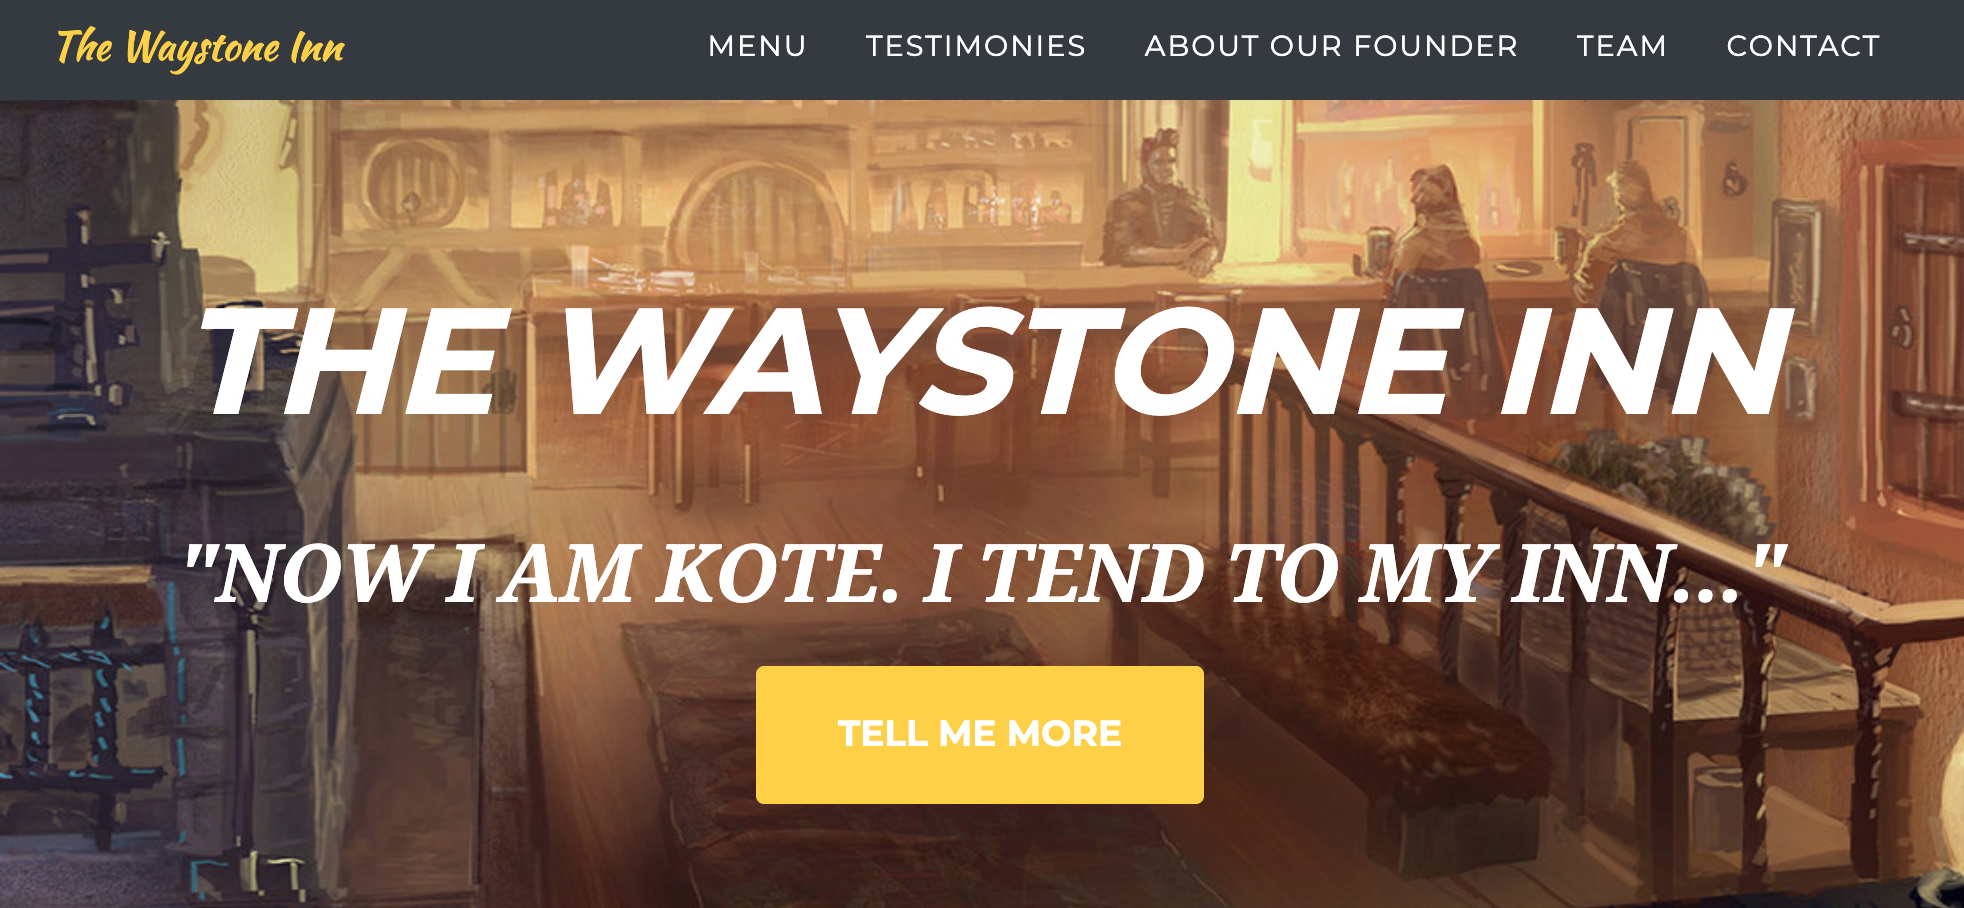 The Waystone Inn
MENU TESTIMONIES ABOUT OUR FOUNDER TEAM CONTACT
THE WAYSTONE INN
"NOW I AM KOTE. I TEND TO MY INN..."
TELL ME MORE